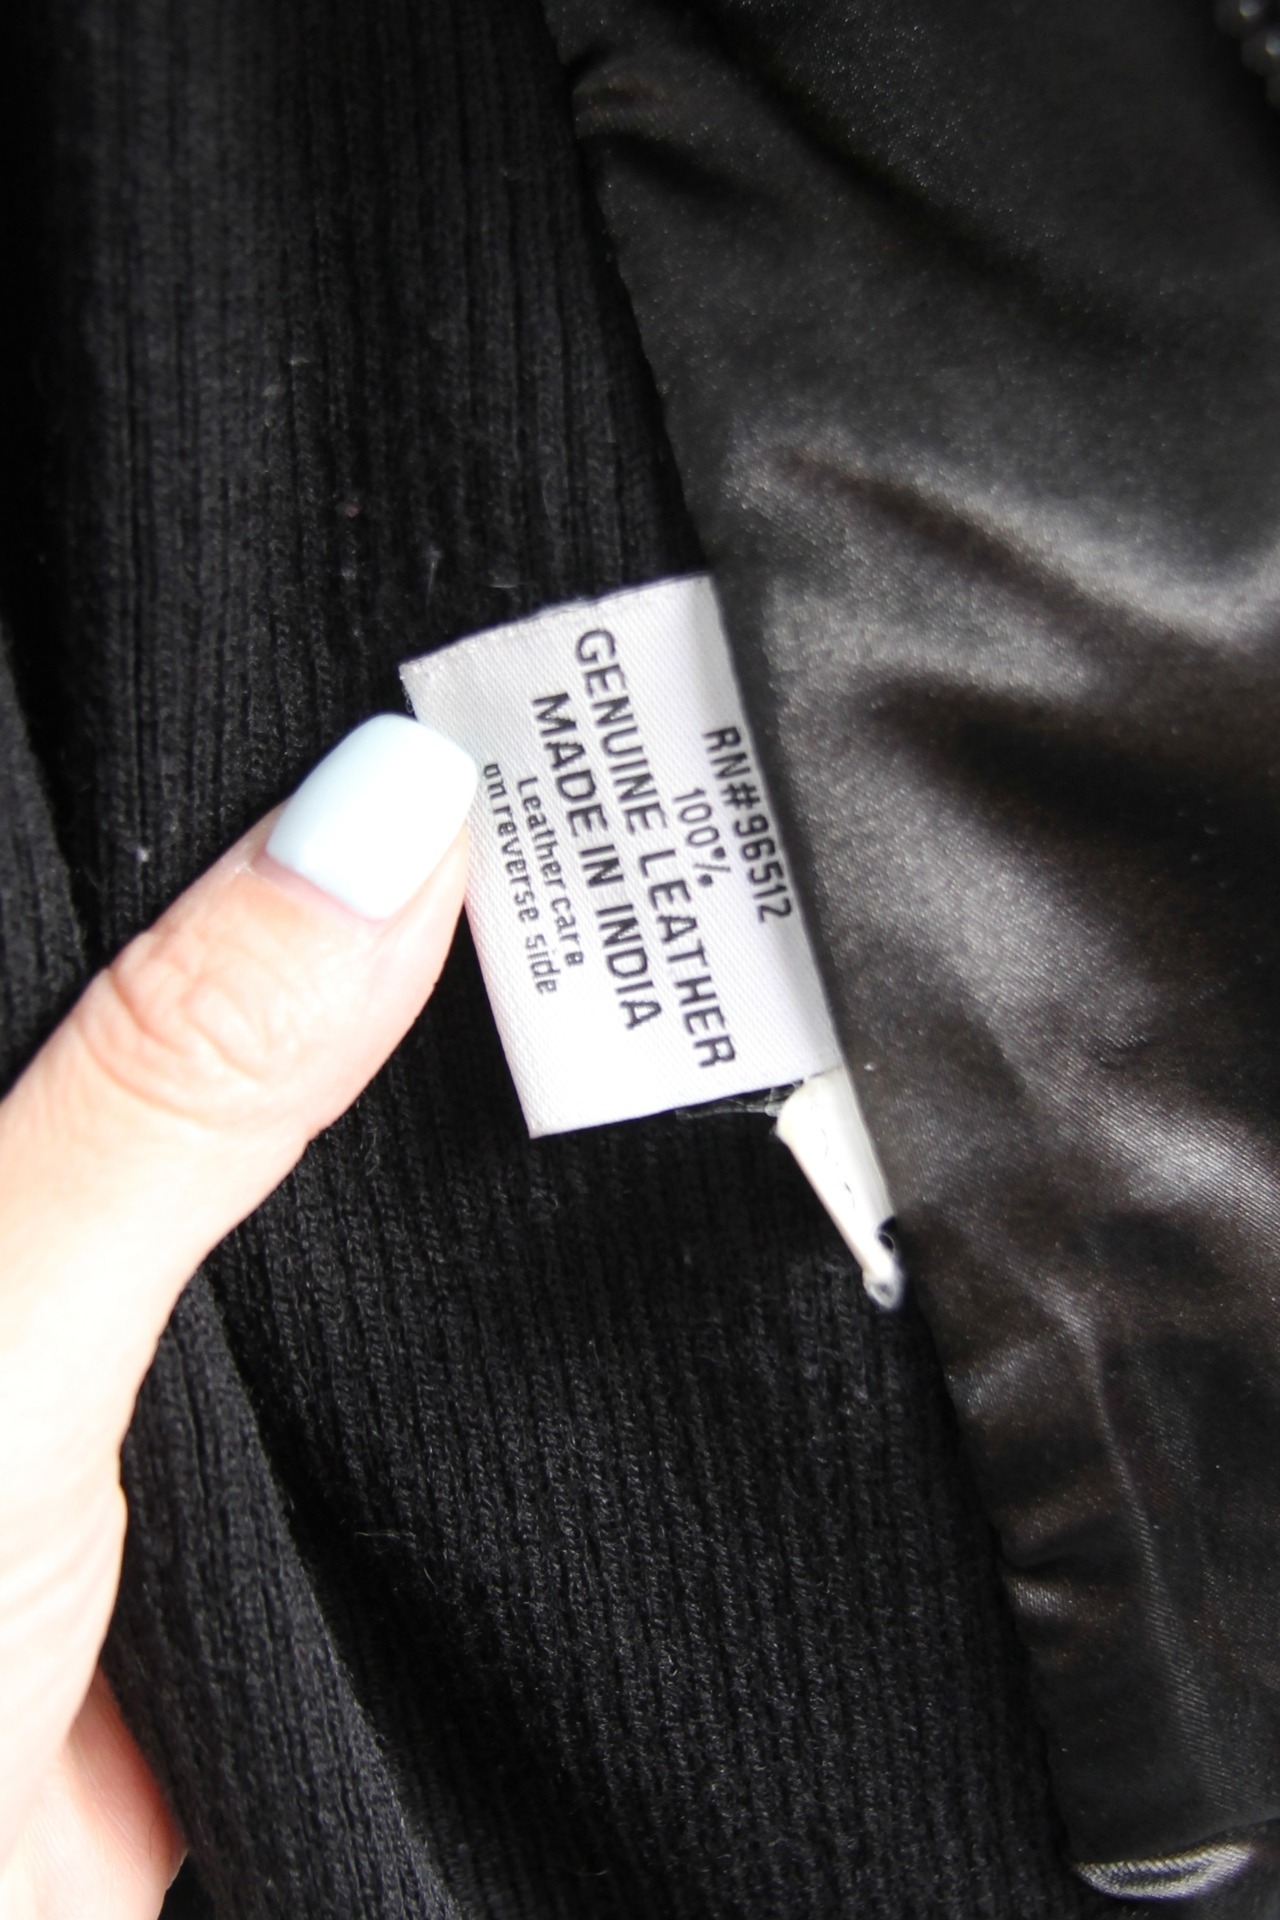 RN#96512
100%
GENUINE LEATHER
MADE IN INDIA
Leather care
on reverse side